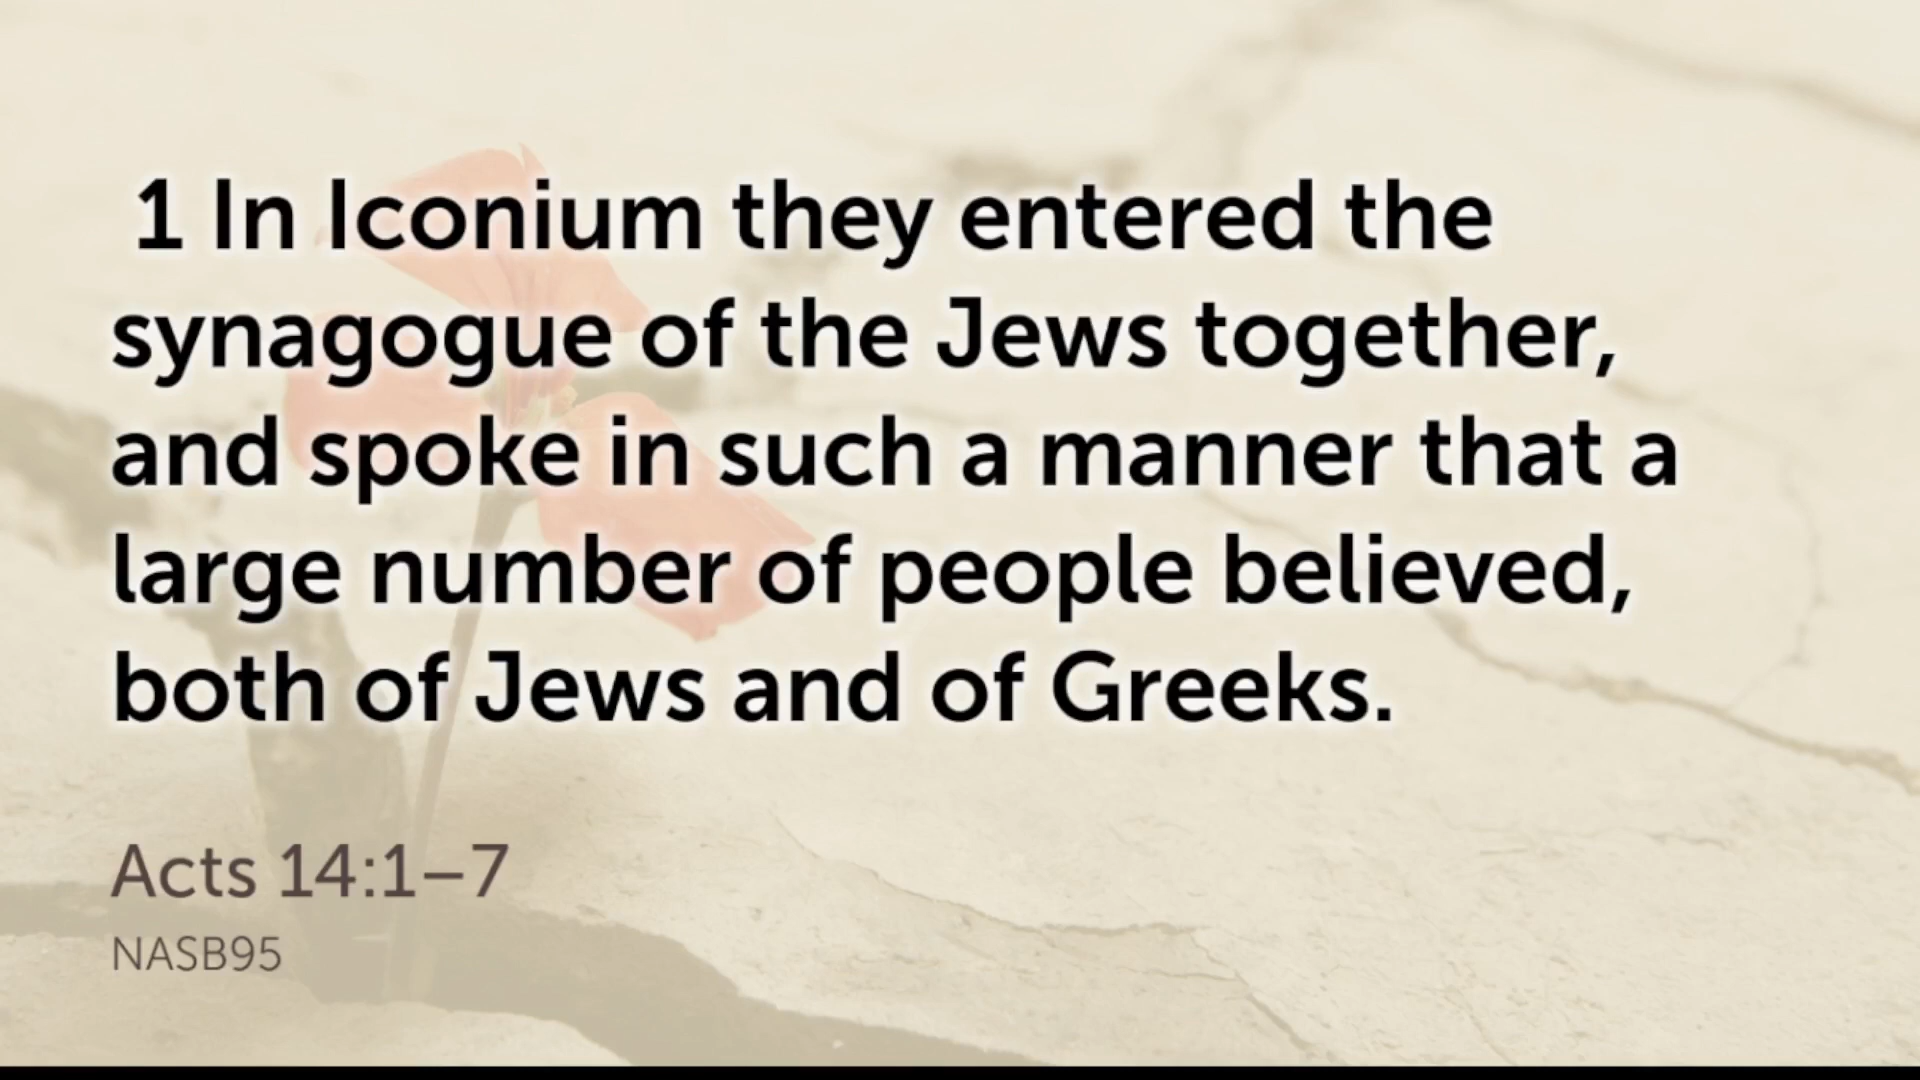 1 In Iconium they entered the
synagogue of the Jews together,
and spoke in such a manner that a
large number of people believed,
both of Jews and of Greeks.
Acts 14:1–7
NASB95